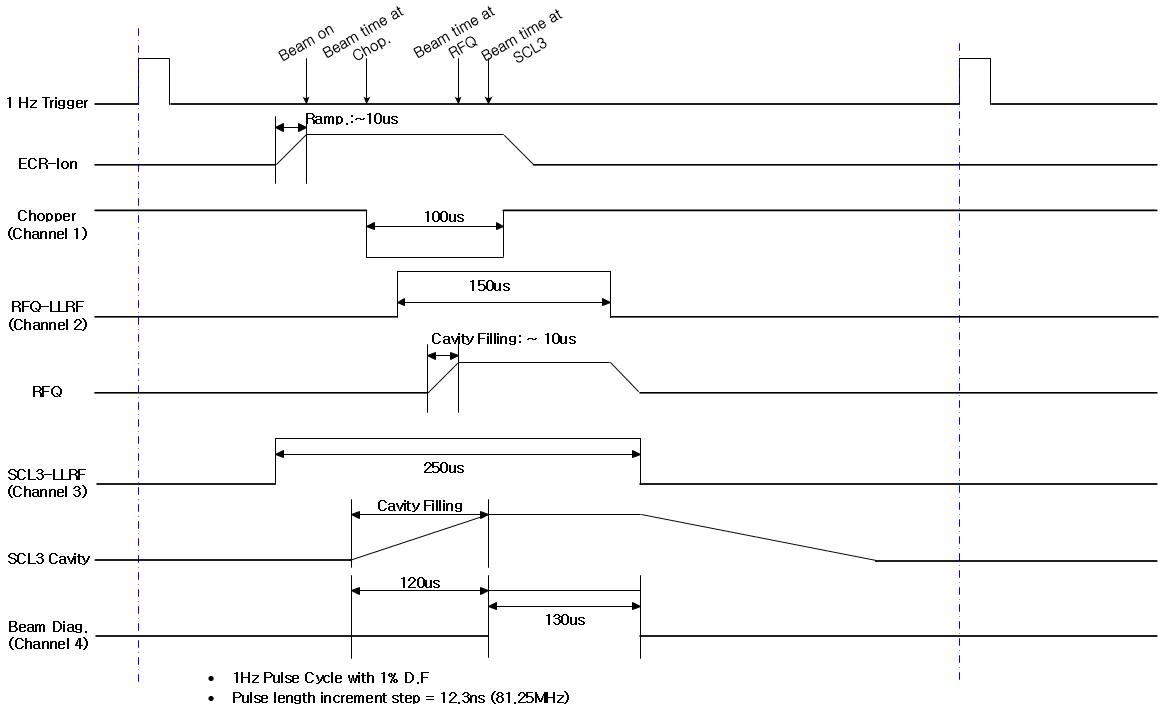 Beam on
Beam time at
Chop.
Beam time at
RFQ
Beam time at
SCL3
1 Hz Trigger
Ramp.:~10us
ECR-Ion
Chopper
(Channel 1)
100us
RFQ-LLRF
(Channel 2)
150us
Cavity Filling: ~ 10us
RFQ
SCL3-LLRF
(Channel 3)
250us
Cavity Filling
SCL3 Cavity
120us
130us
Beam Diag.
(Channel 4)
• 1Hz Pulse Cycle with 1% D.F
• Pulse length increment step = 12.3ns (81.25MHz)